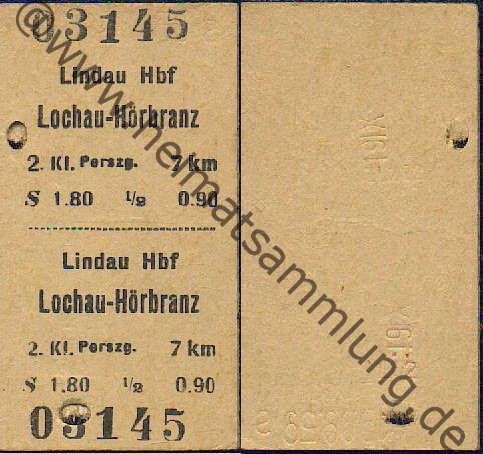 03145
Lindau Hbf
Lochau-Hörbranz
2. Kl. Perszg. 7 km
S 1.80 ½ 0.90
Lindau Hbf
Lochau-Hörbranz
2. Kl. Perszg. 7 km
S 1.80 ½ 0.90
03145
@www.heimatsammlung.de